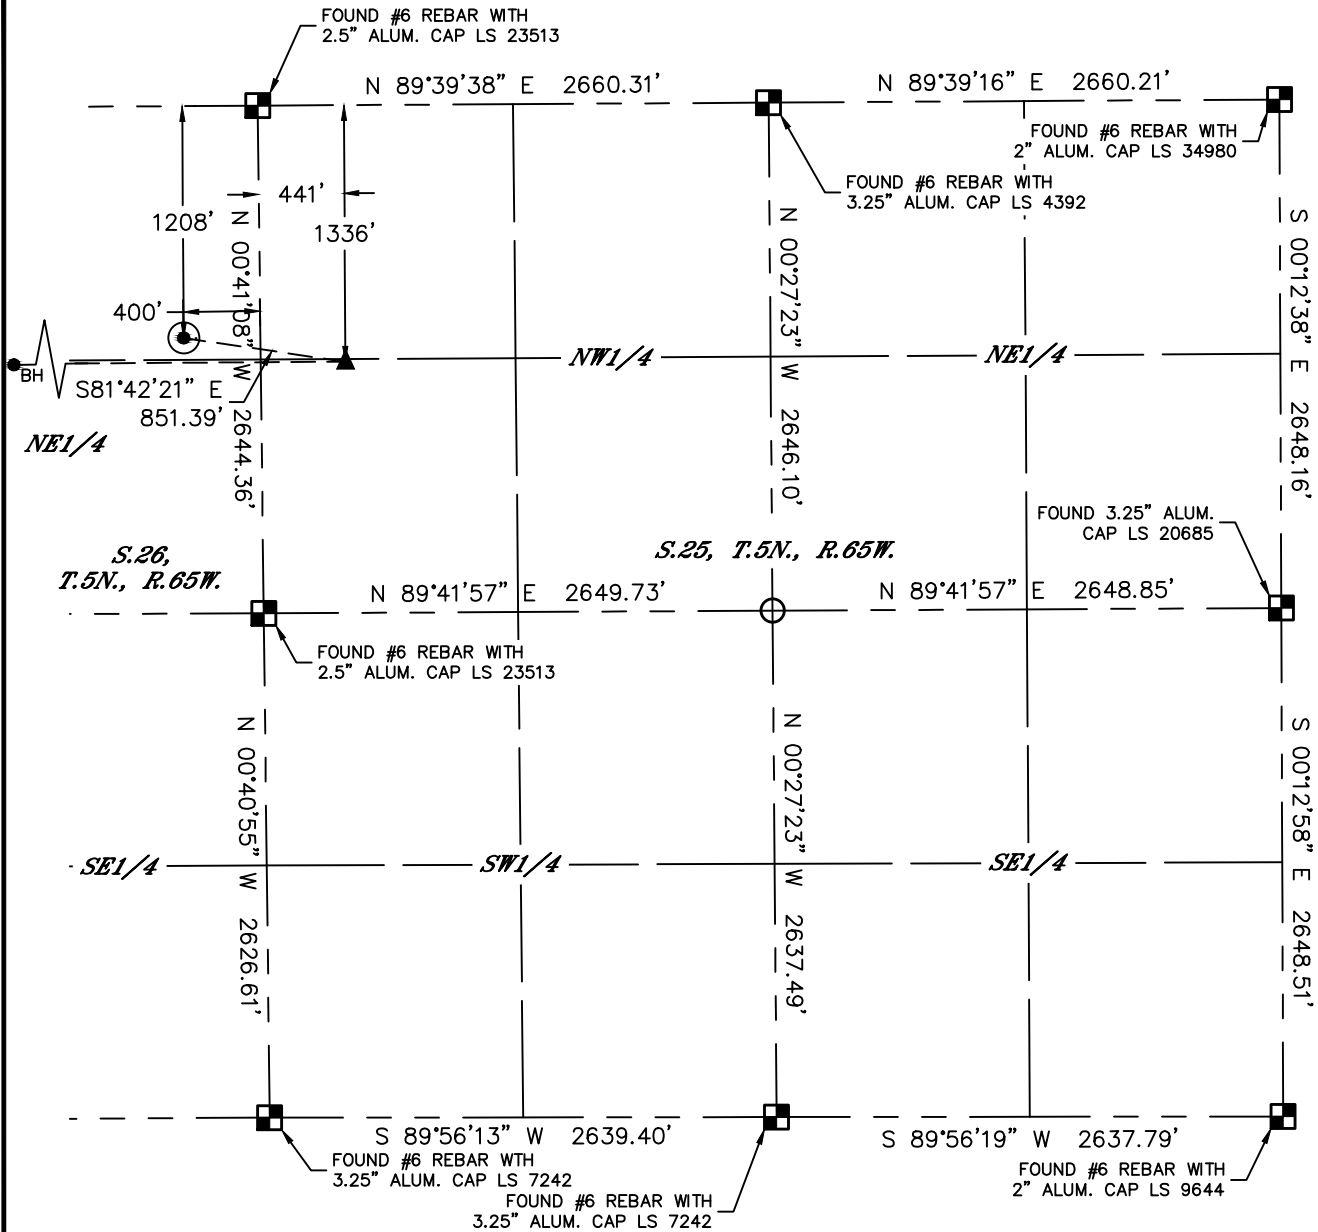 FOUND #6 REBAR WITH
2.5" ALUM. CAP LS 23513
N 89°39'38" E 2660.31'
N 89°39'16" E 2660.21'
FOUND #6 REBAR WITH
2" ALUM. CAP LS 34980
FOUND #6 REBAR WITH
3.25" ALUM. CAP LS 4392
441'
1208'
1336'
N 00°41'08" W 2644.36'
N 00°27'23" W 2646.10'
S 00°12'38" E 2648.16'
400'
BH
S81°42'21" E
851.39'
NW1/4
NE1/4
NE1/4
FOUND 3.25" ALUM.
CAP LS 20685
S.26,
T.5N., R.65W.
S.25, T.5N., R.65W.
N 89°41'57" E 2649.73'
N 89°41'57" E 2648.85'
FOUND #6 REBAR WITH
2.5" ALUM. CAP LS 23513
N 00°40'55" W 2626.61'
N 00°27'23" W 2637.49'
S 00°12'58" E 2648.51'
SE1/4
SW1/4
SE1/4
S 89°56'13" W 2639.40'
S 89°56'19" W 2637.79'
FOUND #6 REBAR WTH
3.25" ALUM. CAP LS 7242
FOUND #6 REBAR WITH
3.25" ALUM. CAP LS 7242
FOUND #6 REBAR WITH
2" ALUM. CAP LS 9644